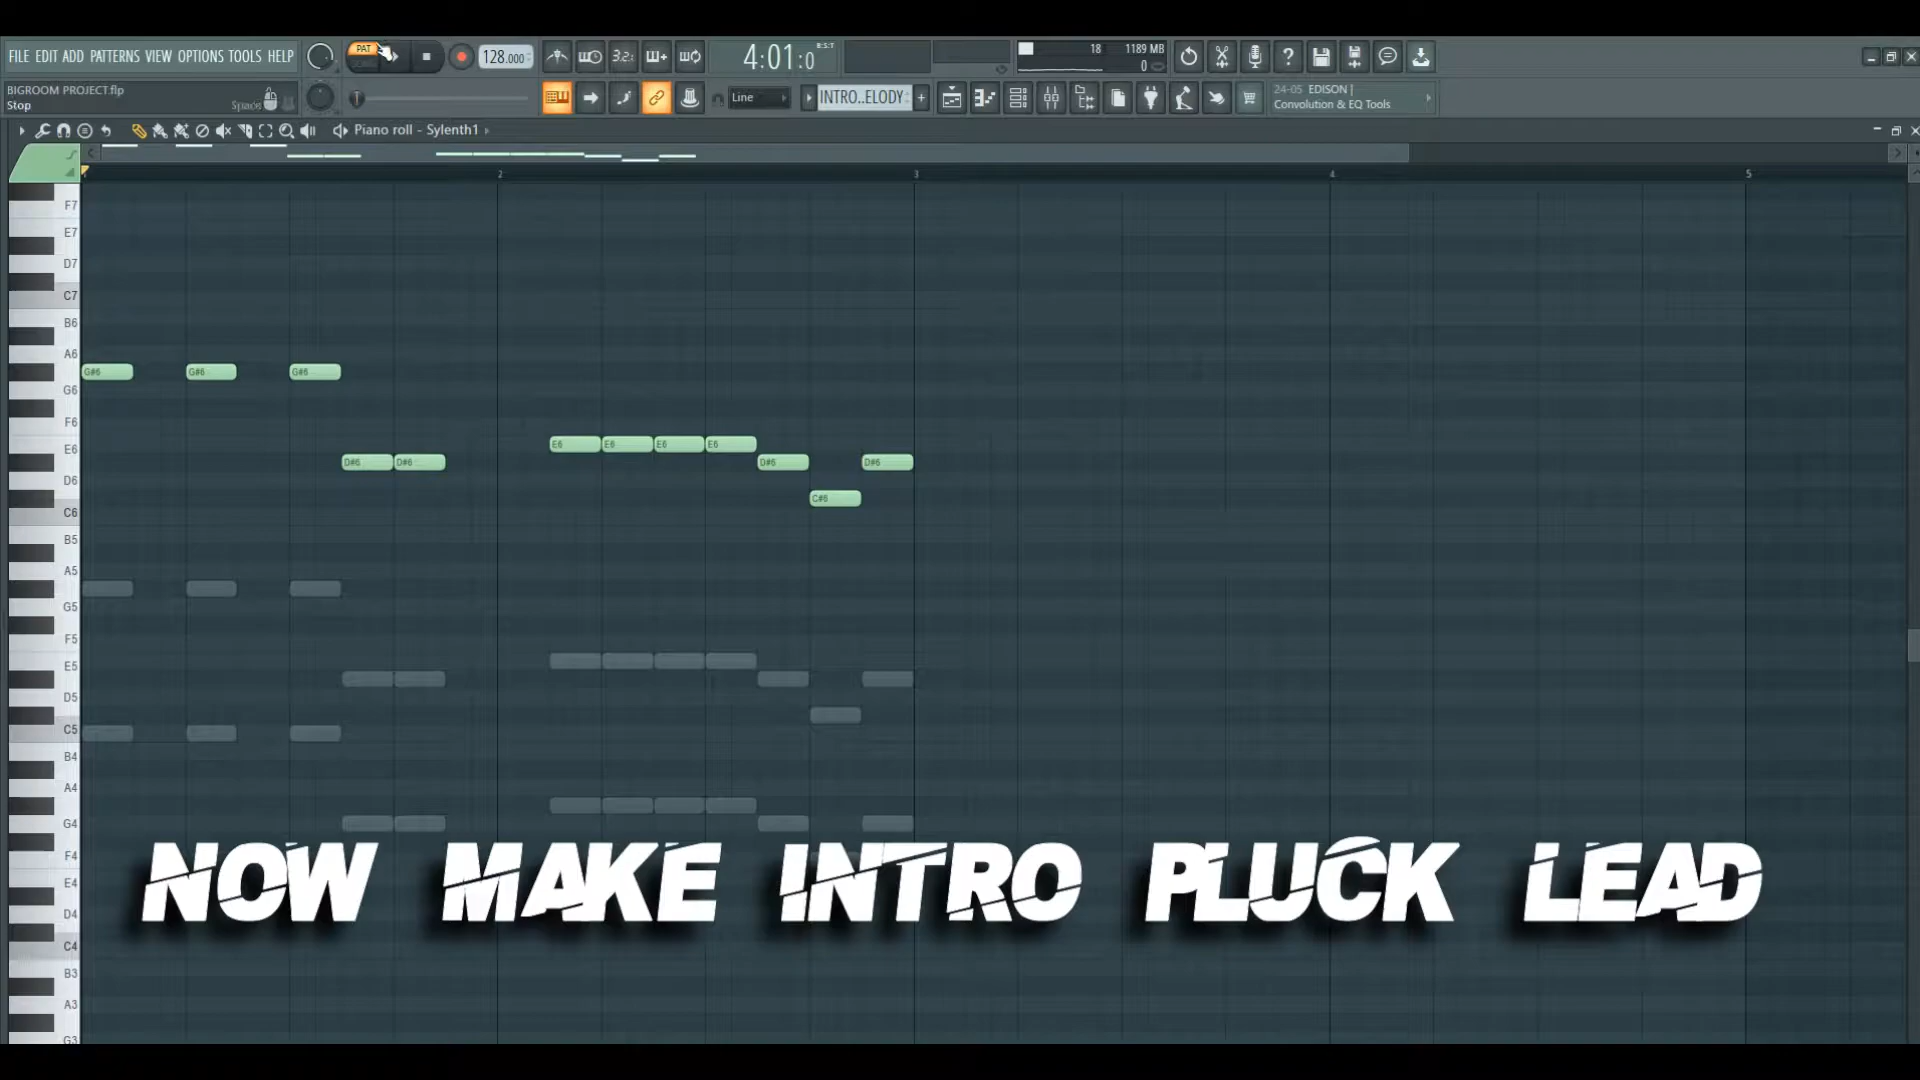 FILE EDIT ADD PATTERNS VIEW OPTIONS TOOLS HELP
PAT
128.000
3.2.
4:01:0
B:S:T
18
1189 MB
0
BIGROOM PROJECT.flp
Stop
Space
Line
INTRO..ELODY
24-05 EDISON |
Convolution & EQ Tools
Piano roll - Sylenth1
2
3
4
5
F7
E7
D7
C7
B6
A6
G#6 G#6 G#6
G6
F6
E6
E6 E6 E6 E6
D#6 D#6 D#6 D#6
D6
C#6
C6
B5
A5
G5
F5
E5
D5
C5
B4
A4
G4
F4
E4
D4
C4
B3
A3
G3
NOW MAKE INTRO PLUCK LEAD